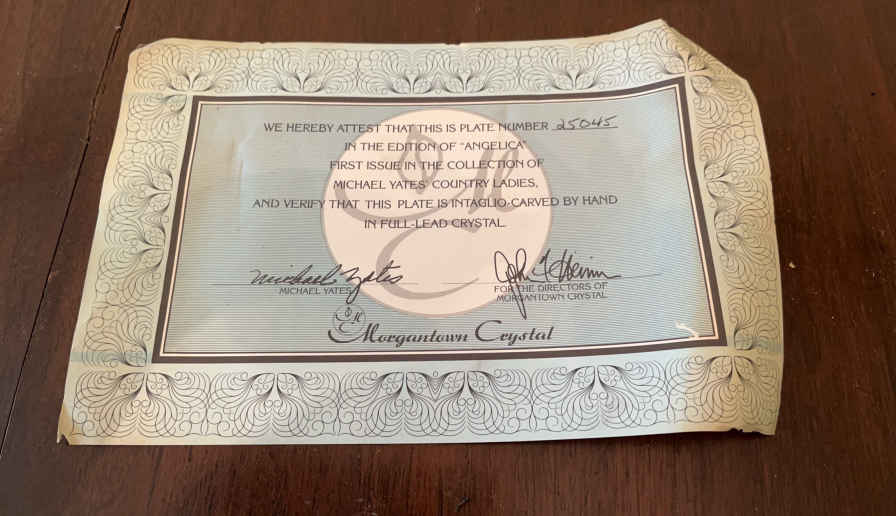 WE HEREBY ATTEST THAT THIS IS PLATE NUMBER 25045
IN THE EDITION OF "ANGELICA"
FIRST ISSUE IN THE COLLECTION OF
MICHAEL YATES' COUNTRY LADIES,
AND VERIFY THAT THIS PLATE IS INTAGLIO-CARVED BY HAND
IN FULL-LEAD CRYSTAL.
Michael Yates
MICHAEL YATES
John
FOR THE DIRECTORS OF
MORGANTOWN CRYSTAL
Morgantown Crystal